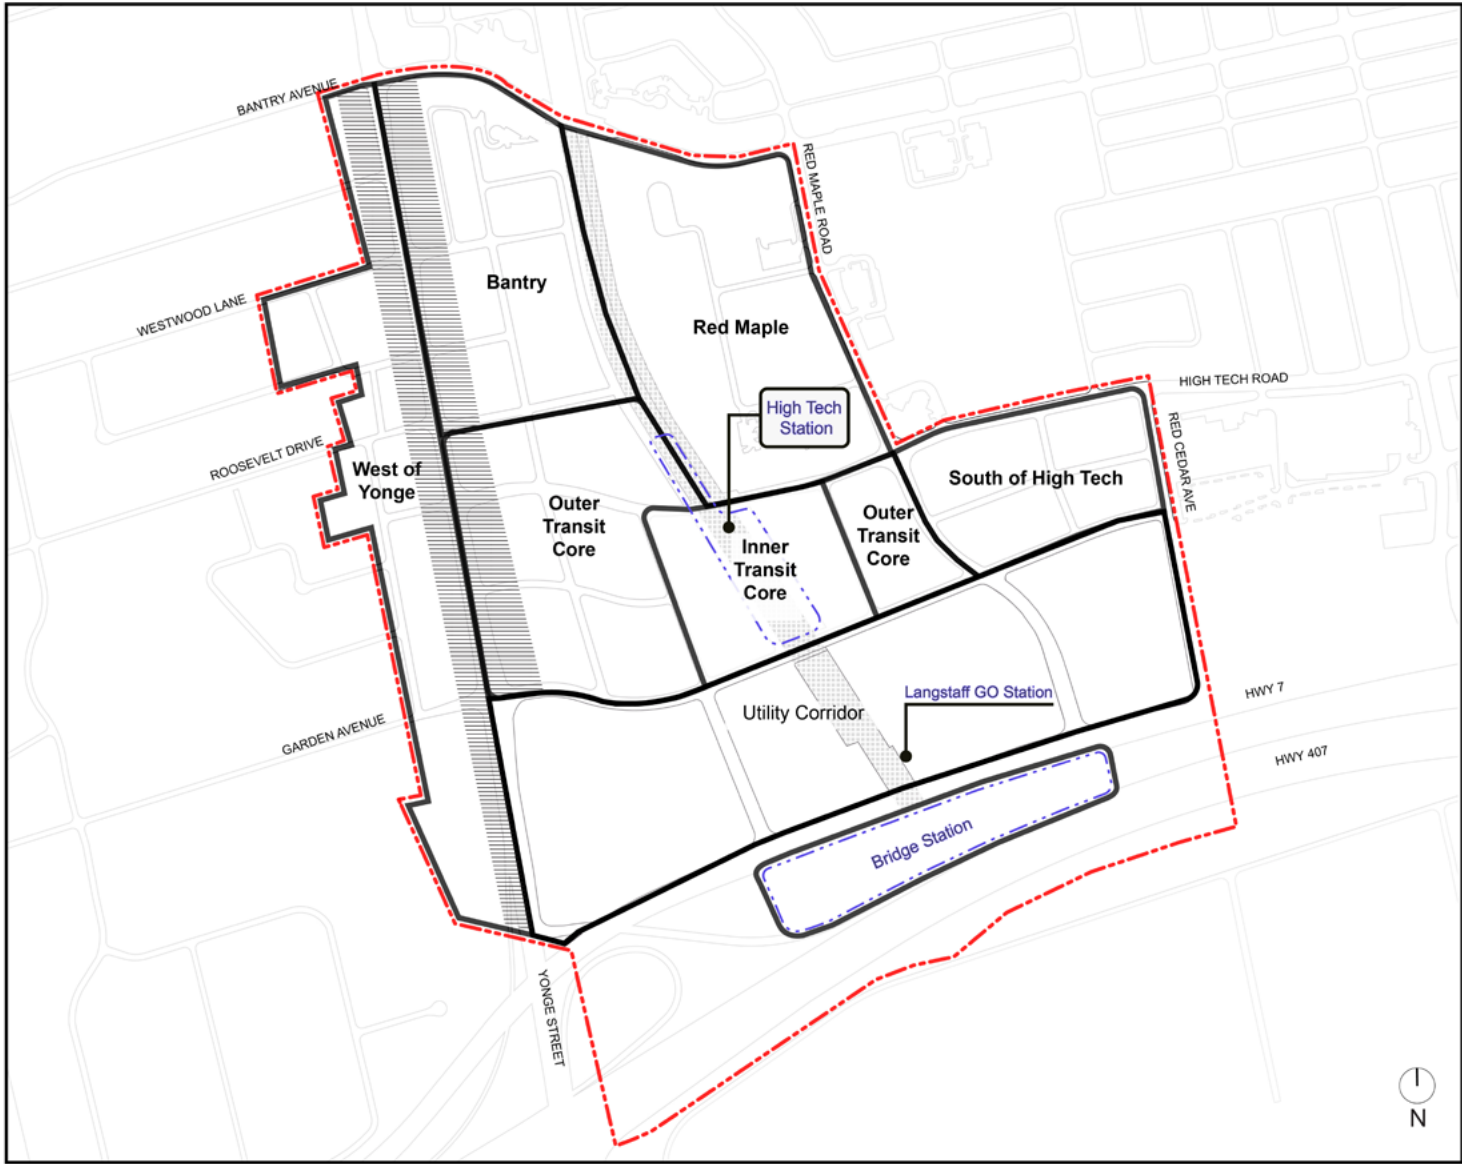 BANTRY AVENUE
RED MAPLE ROAD
Bantry
WESTWOOD LANE
Red Maple
HIGH TECH ROAD
High Tech
Station
RED CEDAR AVE
ROOSEVELT DRIVE
West of
Yonge
South of High Tech
Outer
Transit
Core
Outer
Transit
Core
Inner
Transit
Core
Langstaff GO Station
HWY 7
Utility Corridor
GARDEN AVENUE
HWY 407
Bridge Station
YONGE STREET
N